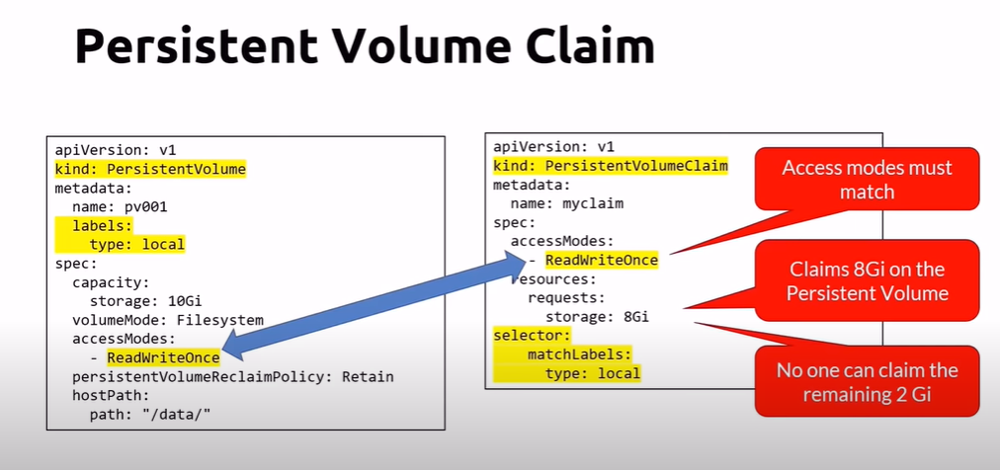 Persistent Volume Claim
apiVersion: v1
kind: PersistentVolume
metadata:
  name: pv001
  labels:
    type: local
spec:
  capacity:
    storage: 10Gi
  volumeMode: Filesystem
  accessModes:
    - ReadWriteOnce
  persistentVolumeReclaimPolicy: Retain
  hostPath:
    path: "/data/"
apiVersion: v1
kind: PersistentVolumeClaim
metadata:
  name: myclaim
spec:
  accessModes:
    - ReadWriteOnce
  resources:
    requests:
      storage: 8Gi
selector:
    matchLabels:
      type: local
Access modes must
match
Claims 8Gi on the
Persistent Volume
No one can claim the
remaining 2 Gi